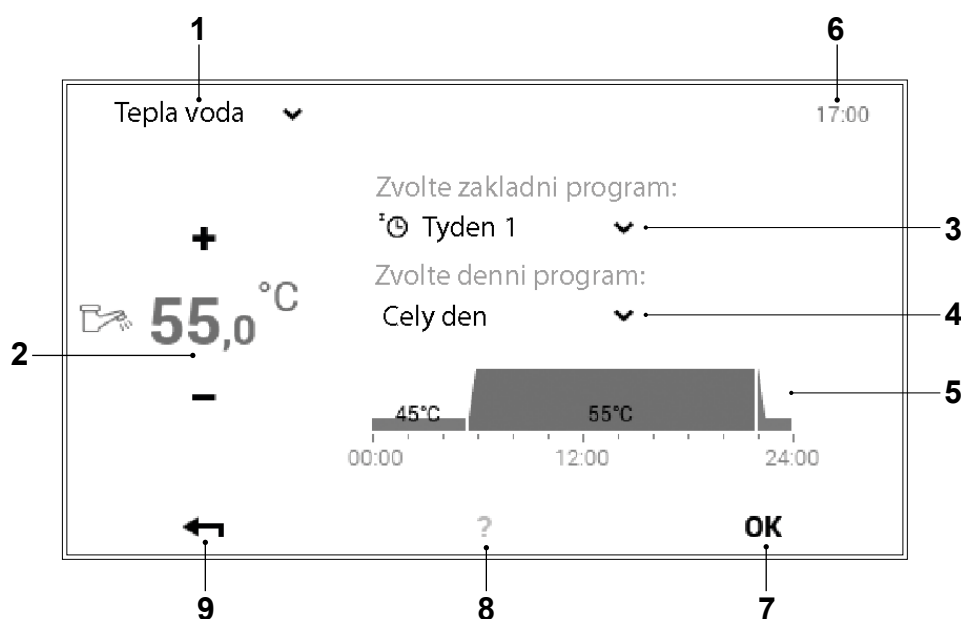 1
6
Tepla voda
17:00
Zvolte zakladni program:
Tyden 1
3
+
Zvolte denni program:
55,0 °C
Cely den
4
2
−
5
45°C 55°C
00:00 12:00 24:00
? OK
9
8
7